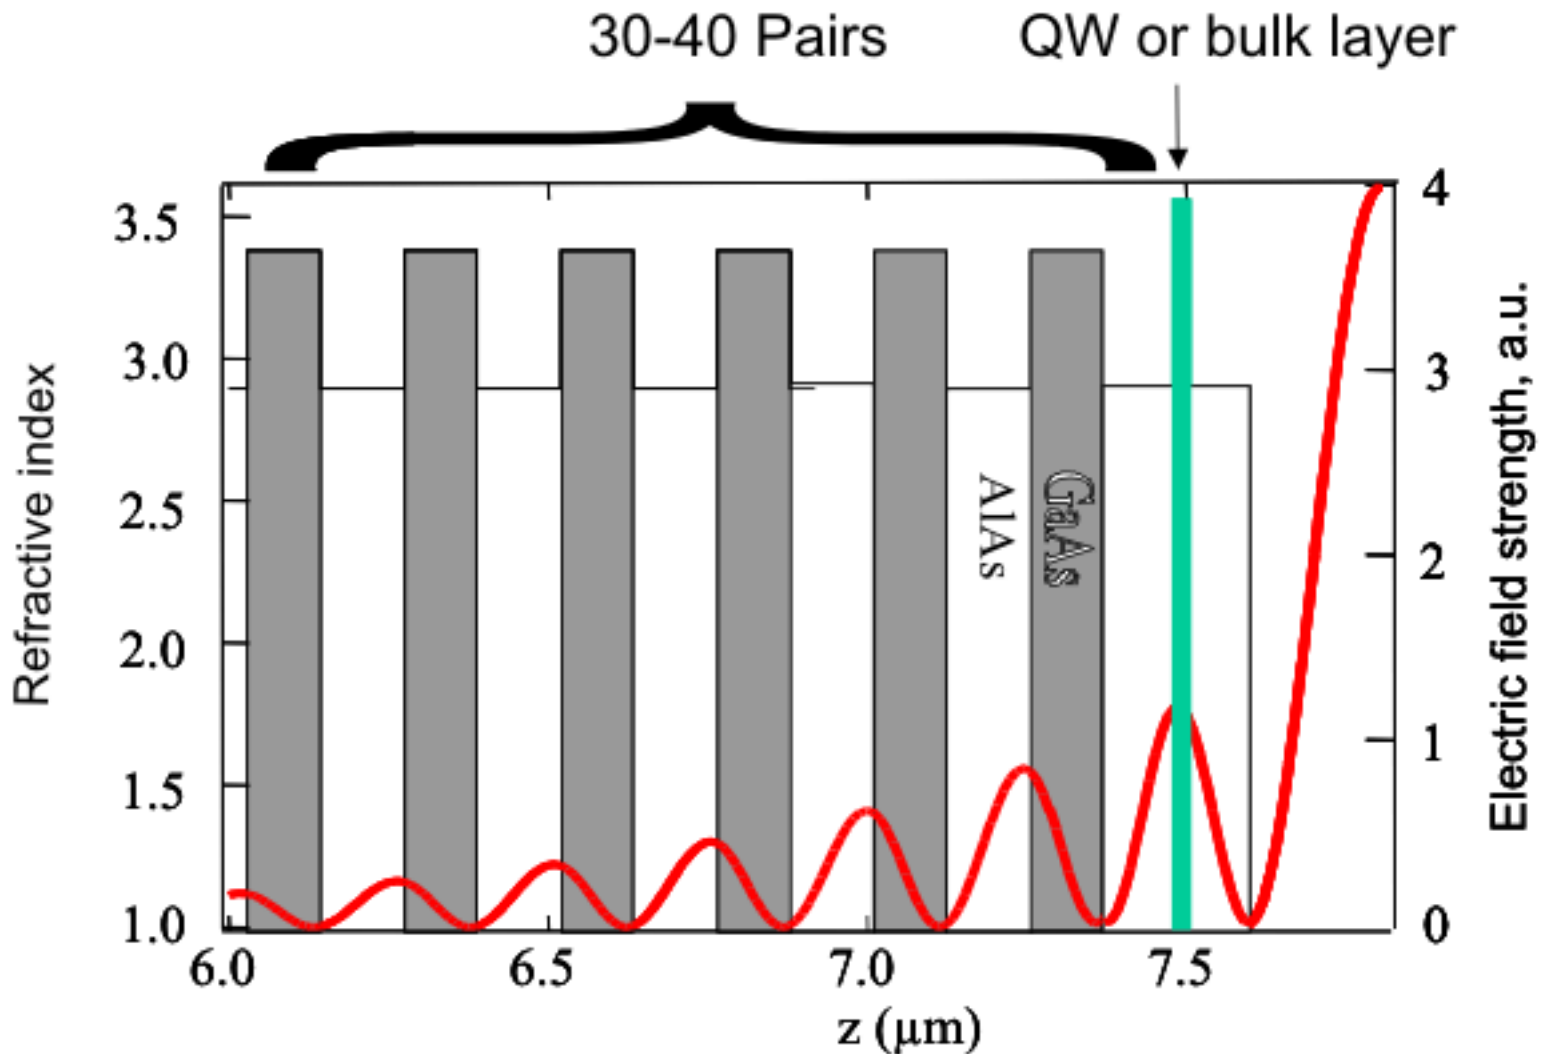 30-40 Pairs
QW or bulk layer
Refractive index
3.5
3.0
2.5
2.0
1.5
1.0
AlAs
GaAs
4
3
2
1
0
Electric field strength, a.u.
6.0
6.5
7.0
7.5
z (μm)